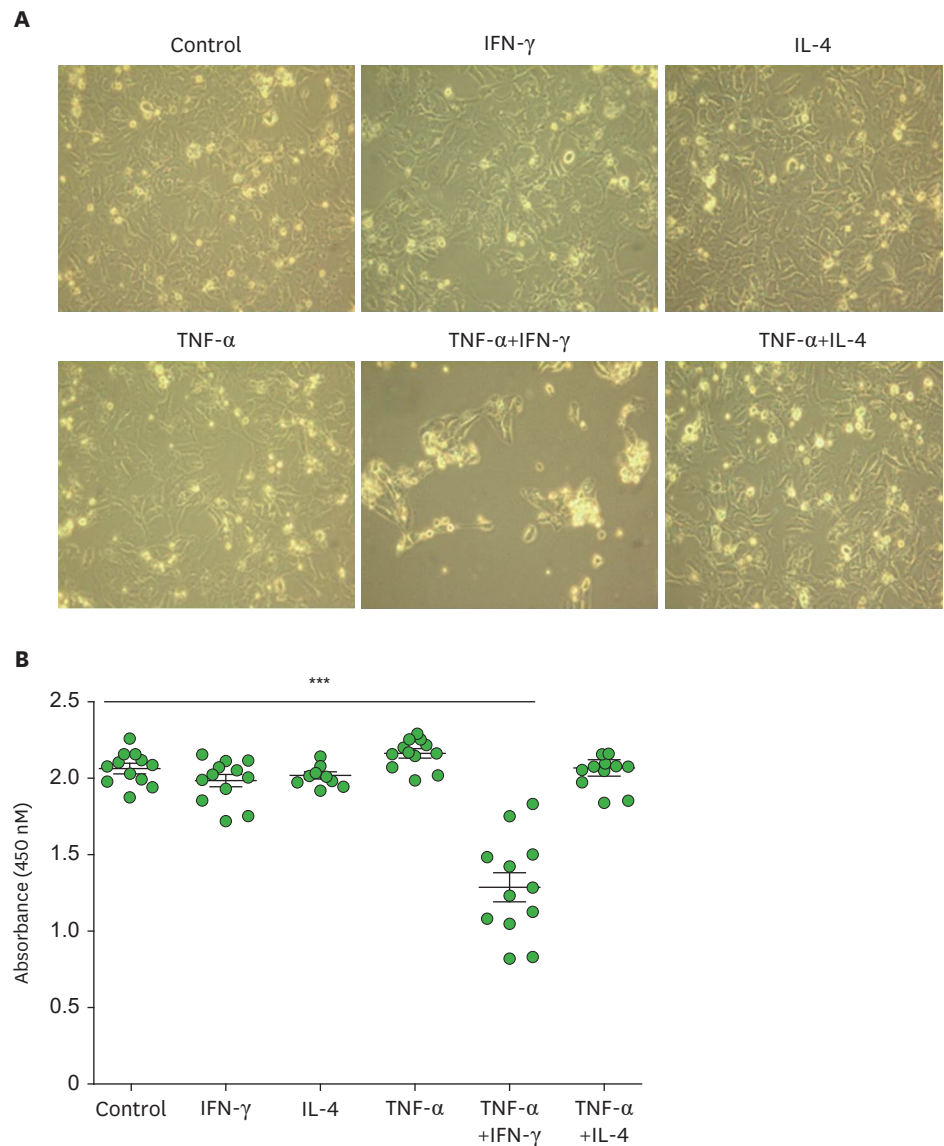 A
Control
IFN-γ
IL-4
TNF-α
TNF-α+IFN-γ
TNF-α+IL-4
B
***
2.5
2.0
1.5
1.0
0.5
0
Absorbance (450 nM)
Control
IFN-γ
IL-4
TNF-α
TNF-α
+IFN-γ
TNF-α
+IL-4